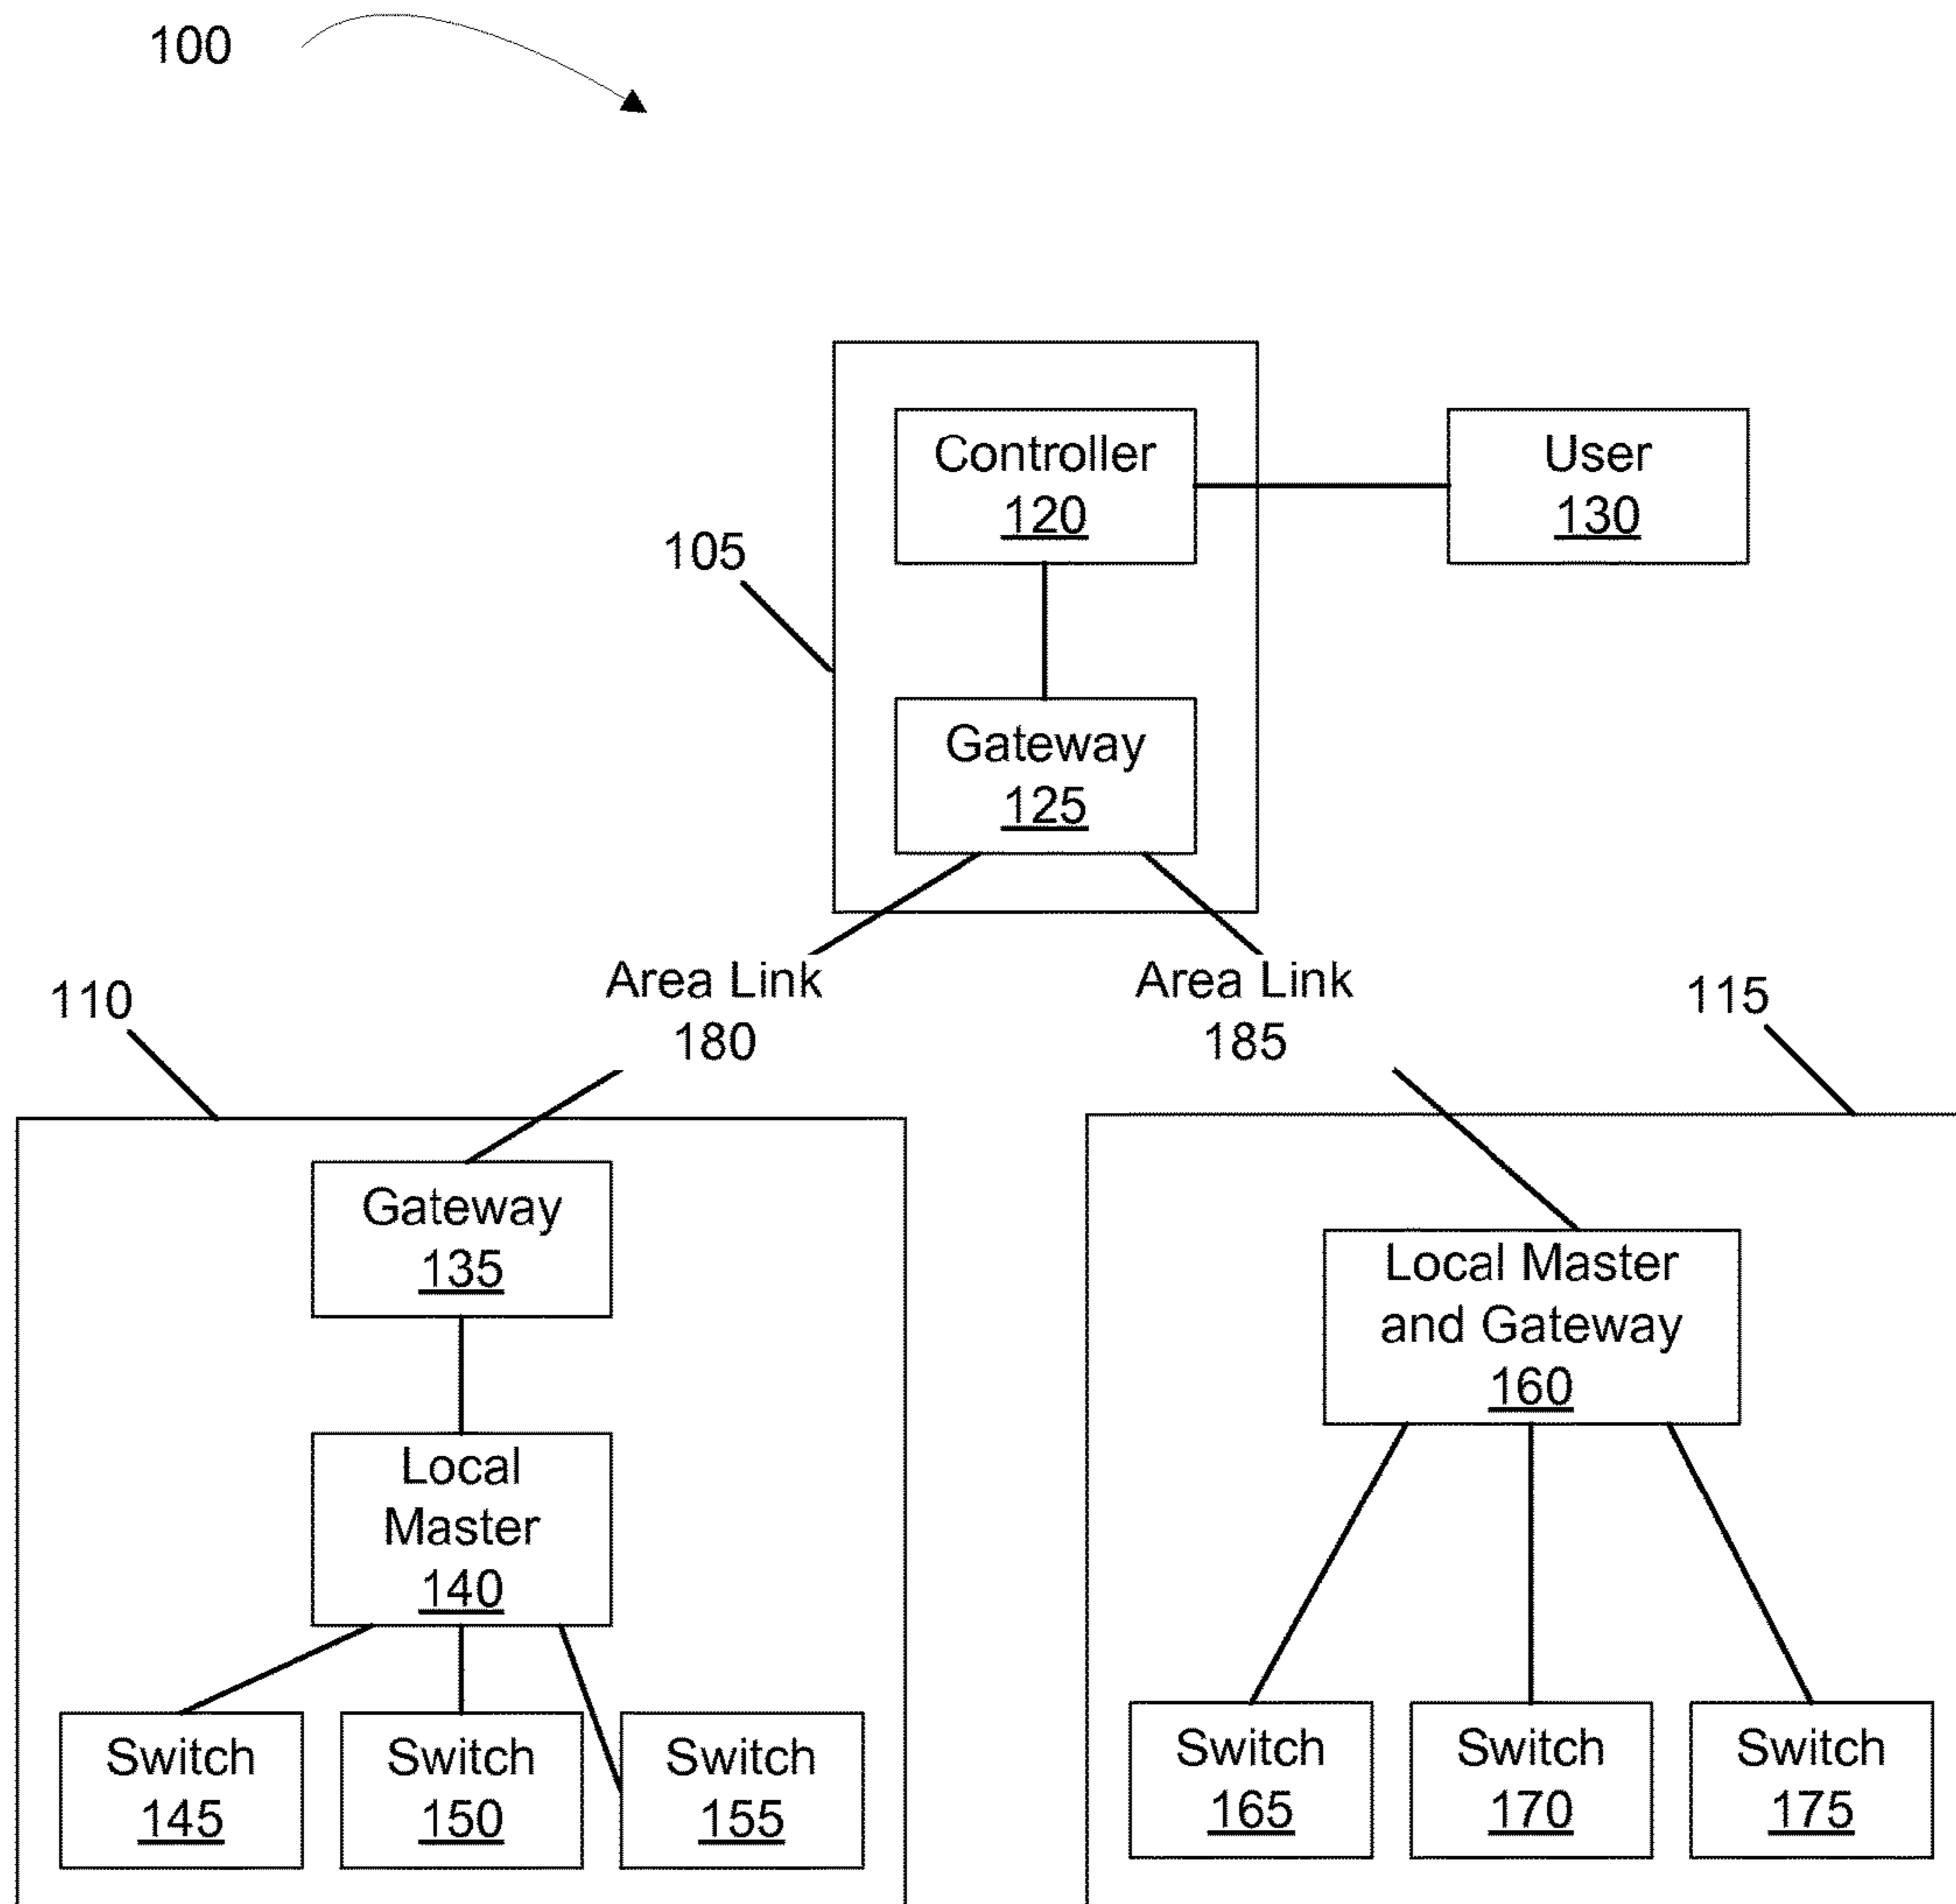 100
Controller
120
User
130
105
Gateway
125
Area Link
180
Area Link
185
110
115
Gateway
135
Local Master
and Gateway
160
Local
Master
140
Switch
145
Switch
150
Switch
155
Switch
165
Switch
170
Switch
175